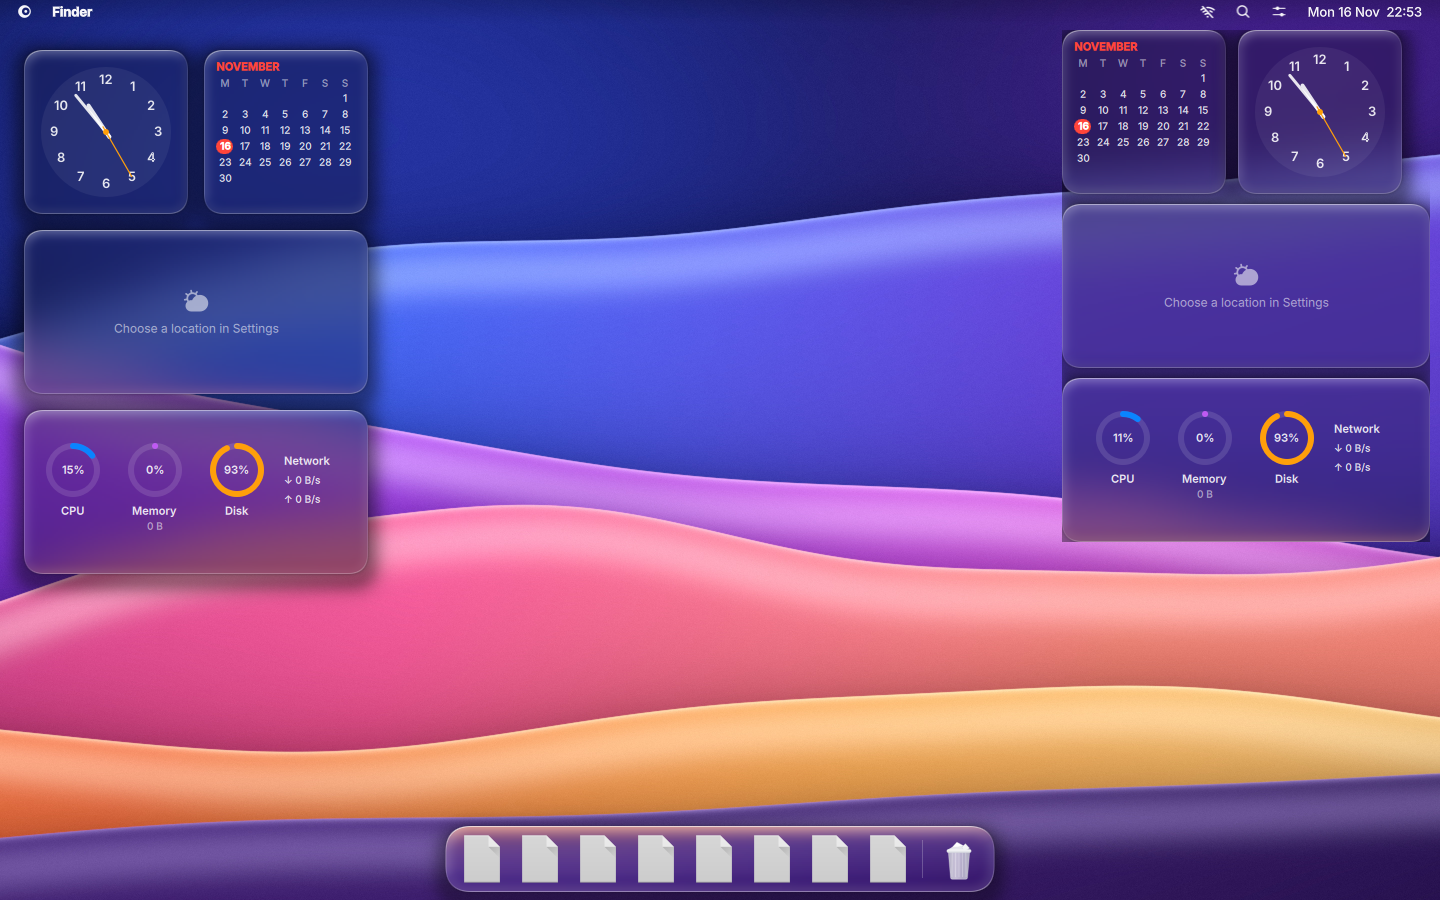 Finder
Mon 16 Nov 22:53
12
11 1
10 2
9 3
8 4
7 5
6
NOVEMBER
M T W T F S S
1
2 3 4 5 6 7 8
9 10 11 12 13 14 15
16 17 18 19 20 21 22
23 24 25 26 27 28 29
30
Choose a location in Settings
15%
CPU
0%
Memory
0 B
93%
Disk
Network
↓ 0 B/s
↑ 0 B/s
NOVEMBER
M T W T F S S
1
2 3 4 5 6 7 8
9 10 11 12 13 14 15
16 17 18 19 20 21 22
23 24 25 26 27 28 29
30
12
11 1
10 2
9 3
8 4
7 5
6
Choose a location in Settings
11%
CPU
0%
Memory
0 B
93%
Disk
Network
↓ 0 B/s
↑ 0 B/s